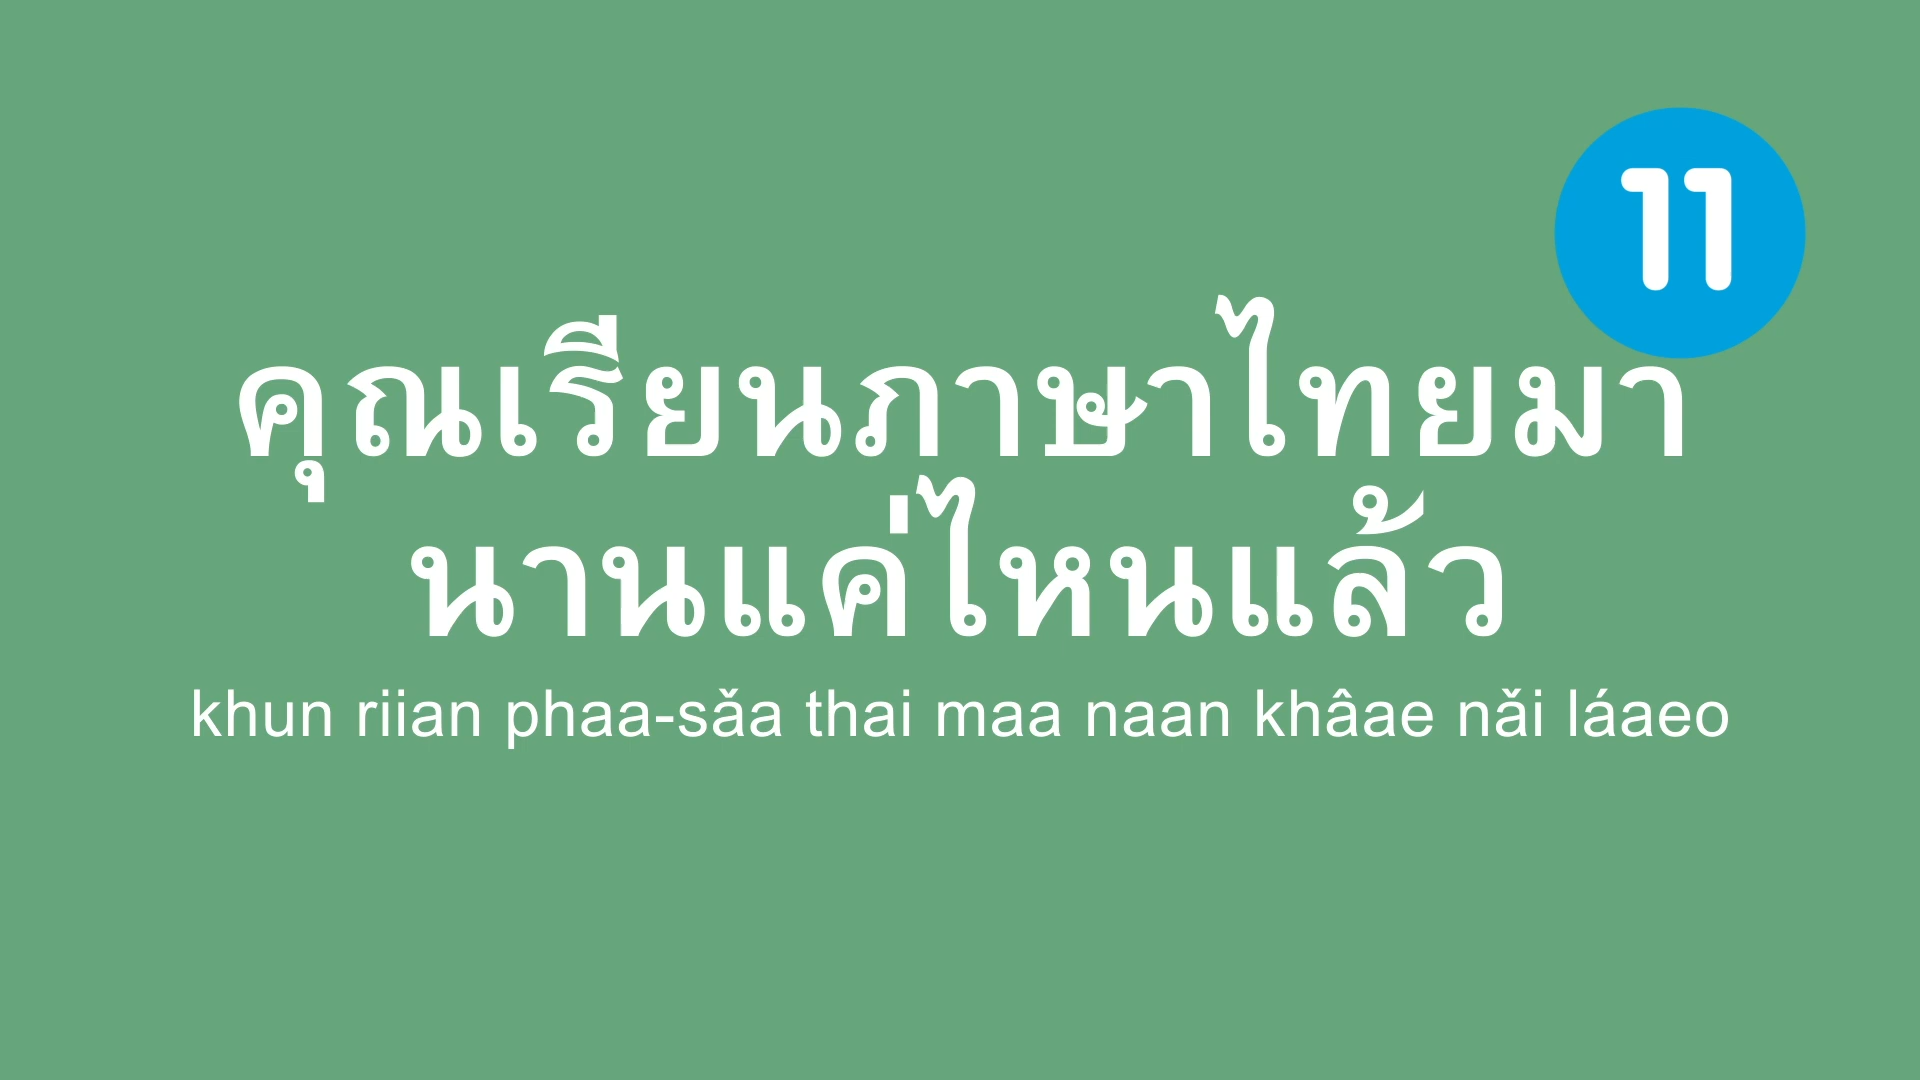 11
คุณเรียนภาษาไทยมา
นานแค่ไหนแล้ว
khun riian phaa-sǎa thai maa naan khâae nǎi láaeo